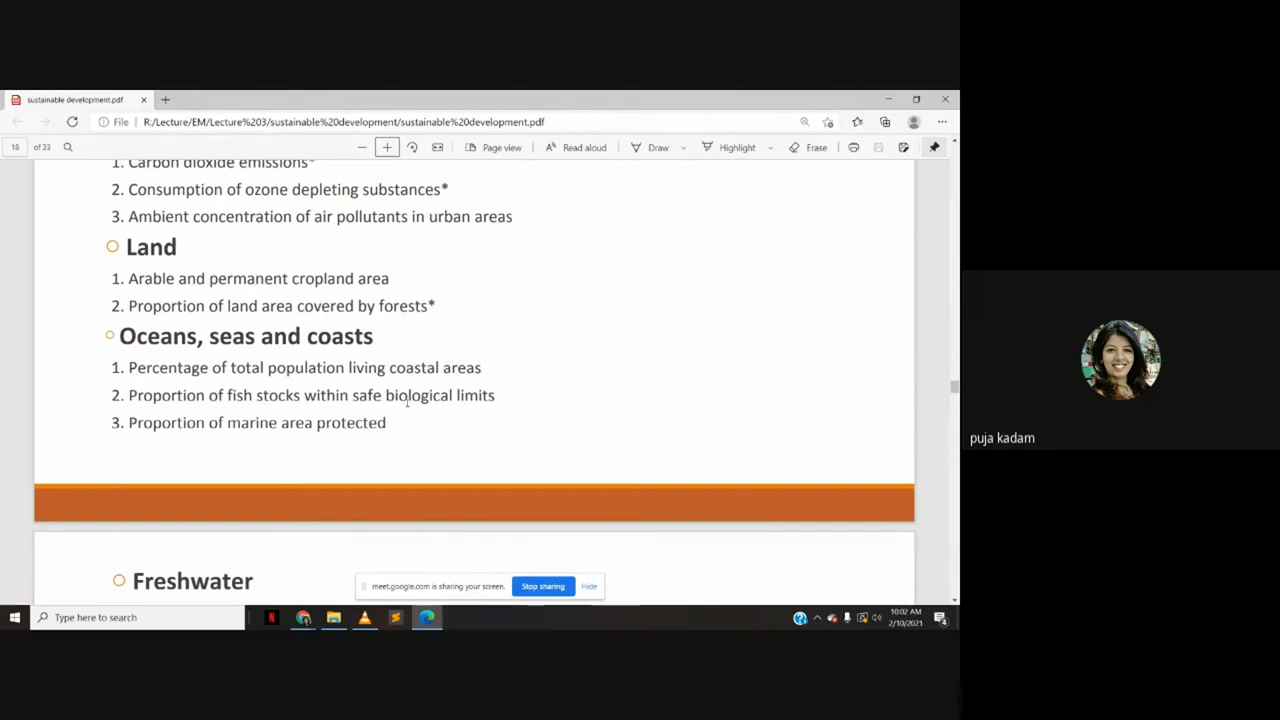 sustainable development.pdf
File
R:/Lecture/EM/Lecture%203/sustainable%20development/sustainable%20development.pdf
18 of 33
Page view
Read aloud
Draw
Highlight
Erase
1. Carbon dioxide emissions*
2. Consumption of ozone depleting substances*
3. Ambient concentration of air pollutants in urban areas
Land
1. Arable and permanent cropland area
2. Proportion of land area covered by forests*
Oceans, seas and coasts
1. Percentage of total population living coastal areas
2. Proportion of fish stocks within safe biological limits
3. Proportion of marine area protected
Freshwater
meet.google.com is sharing your screen.
Stop sharing
Hide
puja kadam
Type here to search
10:02 AM
2/10/2021
4